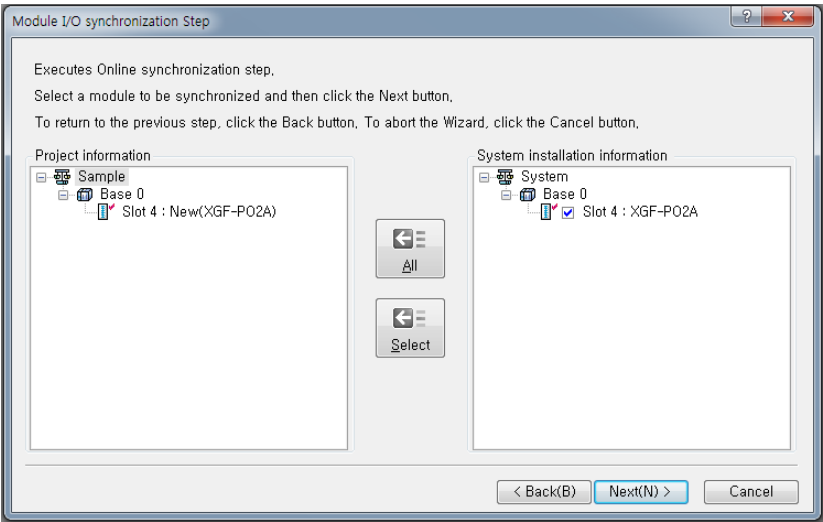 Module I/O synchronization Step
Executes Online synchronization step,
Select a module to be synchronized and then click the Next button,
To return to the previous step, click the Back button, To abort the Wizard, click the Cancel button,
Project information
Sample
Base 0
Slot 4 : New(XGF-PO2A)
All
Select
System installation information
System
Base 0
Slot 4 : XGF-PO2A
< Back(B)
Next(N) >
Cancel